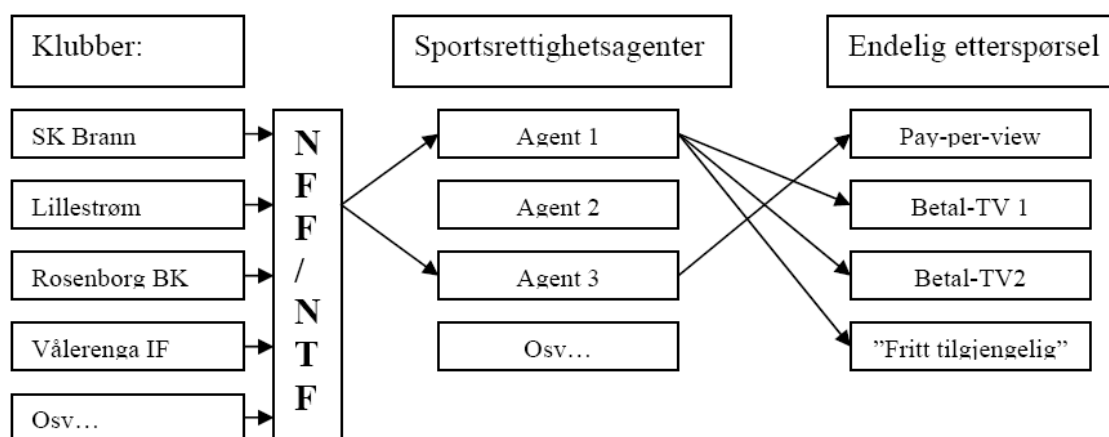 Klubber:
Sportsrettighetsagenter
Endelig etterspørsel
SK Brann
Lillestrøm
Rosenborg BK
Vålerenga IF
Osv…
N
F
F
/
N
T
F
Agent 1
Agent 2
Agent 3
Osv…
Pay-per-view
Betal-TV 1
Betal-TV2
”Fritt tilgjengelig”